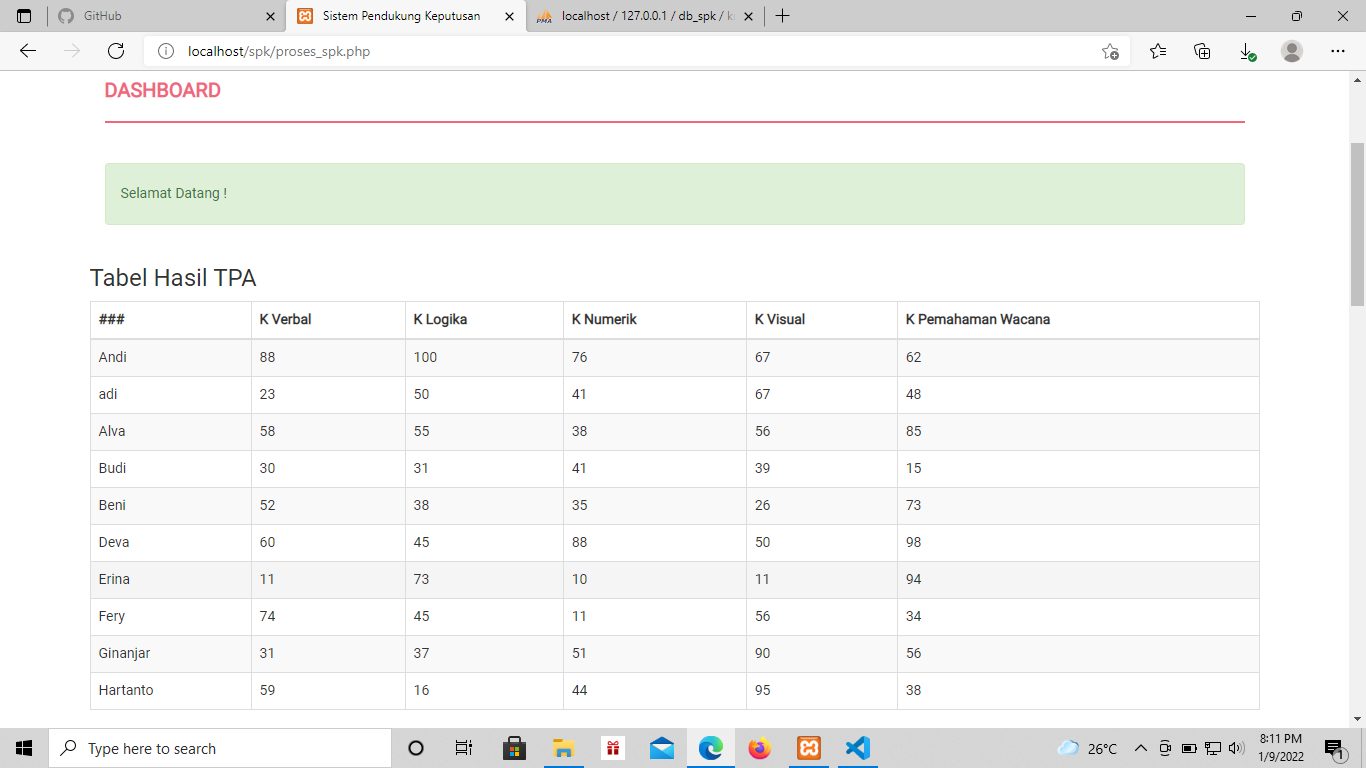 GitHub
Sistem Pendukung Keputusan
localhost / 127.0.0.1 / db_spk /
localhost/spk/proses_spk.php
DASHBOARD
Selamat Datang !
Tabel Hasil TPA
### K Verbal K Logika K Numerik K Visual K Pemahaman Wacana
Andi 88 100 76 67 62
adi 23 50 41 67 48
Alva 58 55 38 56 85
Budi 30 31 41 39 15
Beni 52 38 35 26 73
Deva 60 45 88 50 98
Erina 11 73 10 11 94
Fery 74 45 11 56 34
Ginanjar 31 37 51 90 56
Hartanto 59 16 44 95 38
Type here to search
26°C
8:11 PM
1/9/2022
1